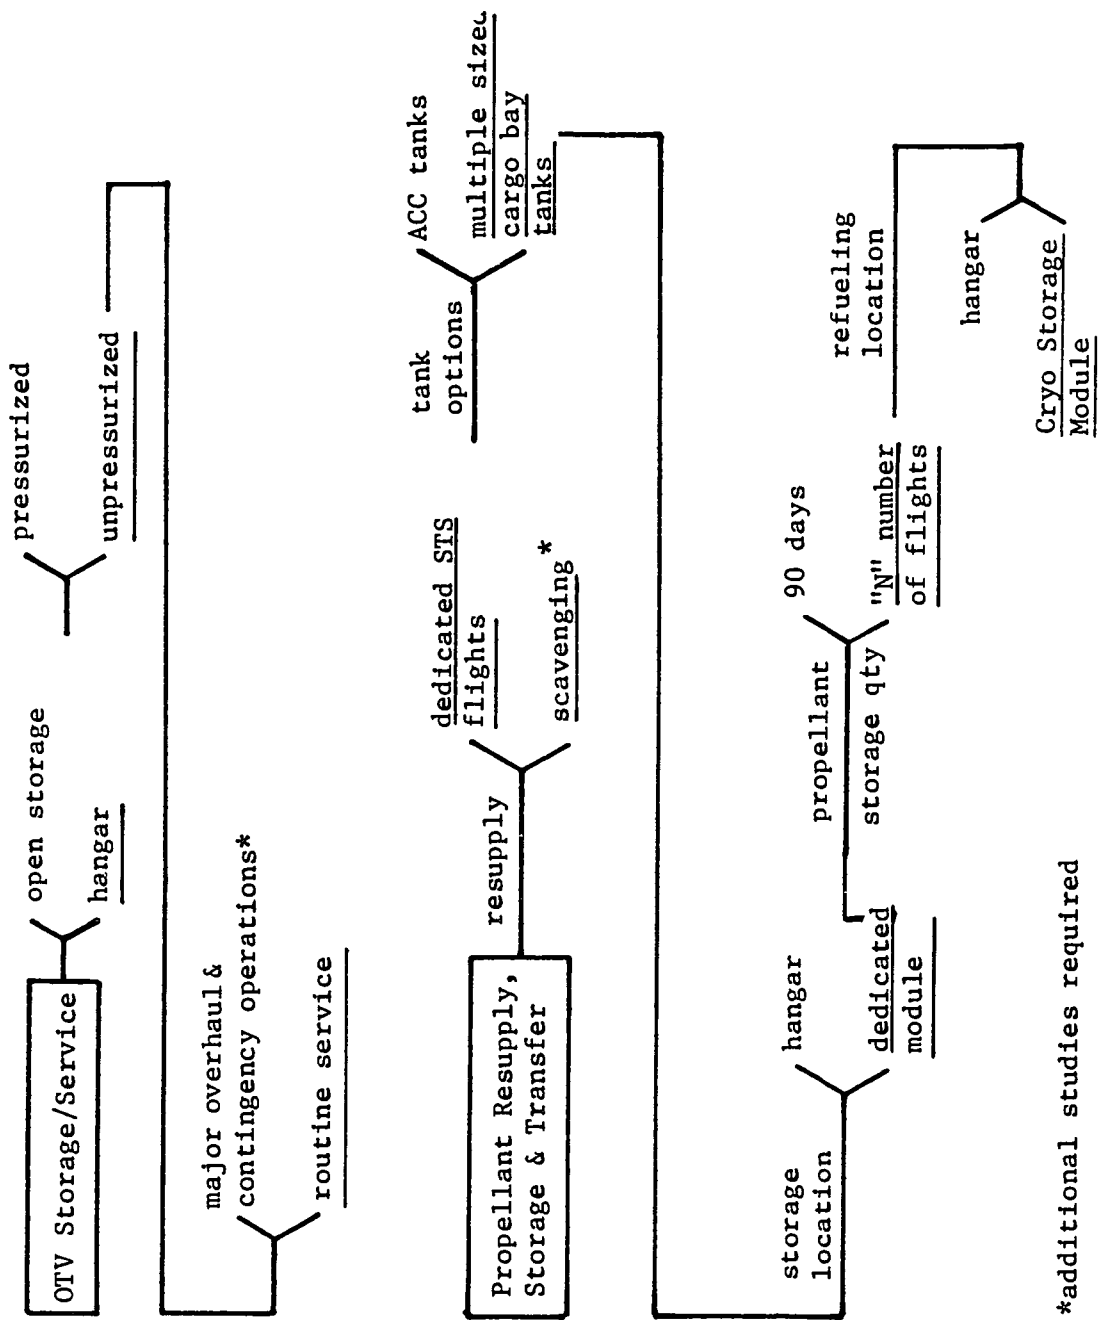 OTV Storage/Service
open storage
hangar
pressurized
unpressurized
major overhaul &
contingency operations*
routine service
Propellant Resupply,
Storage & Transfer
resupply
dedicated STS
flights
scavenging*
tank
options
ACC tanks
multiple sized
cargo bay
tanks
storage
location
hangar
dedicated
module
propellant
storage qty
90 days
"N" number
of flights
refueling
location
hangar
Cryo Storage
Module
*additional studies required